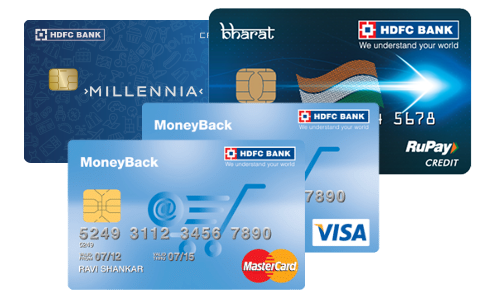 HDFC BANK
MILLENNIA
bharat
HDFC BANK
We understand your world
5678
RuPay
CREDIT
MoneyBack
HDFC BANK
We understand your world
7890
VISA
MoneyBack
HDFC BANK
We understand your world
5249 3112 3456 7890
5249
07/12
07/15
RAVI SHANKAR
MasterCard